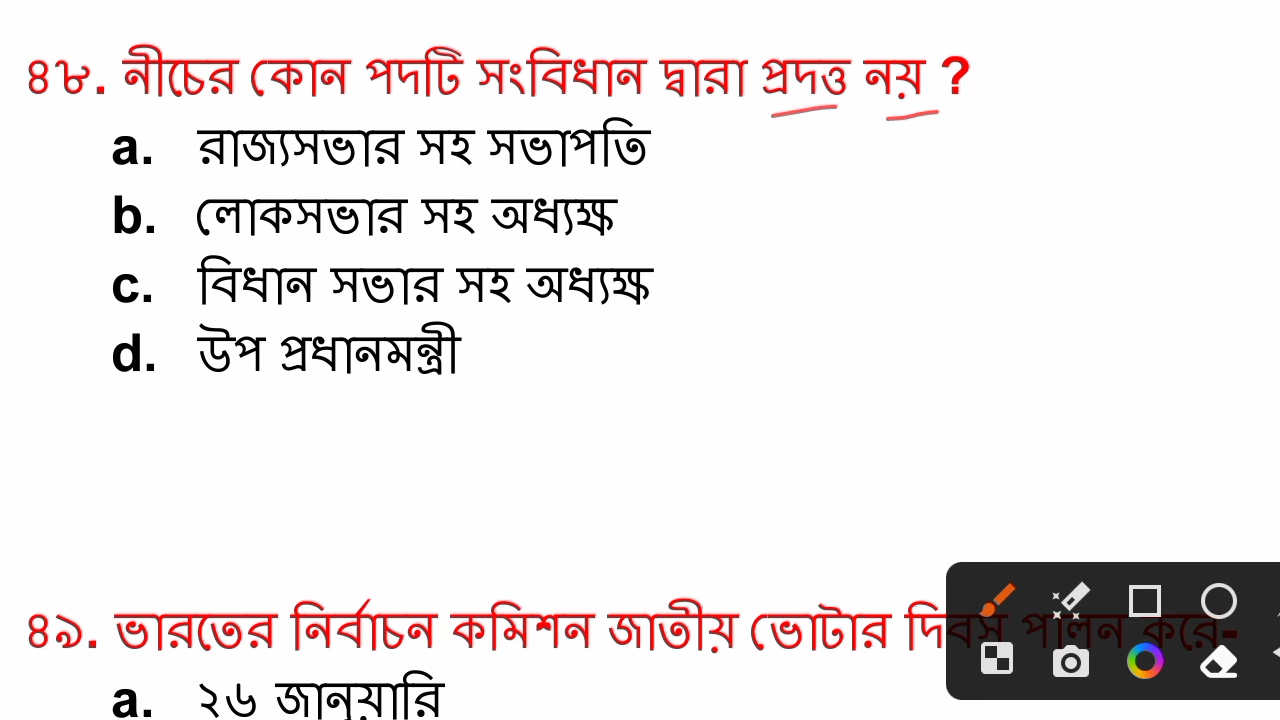 ৪৮. নীচের কোন পদটি সংবিধান দ্বারা প্রদত্ত নয় ?
a. রাজ্যসভার সহ সভাপতি
b. লোকসভার সহ অধ্যক্ষ
c. বিধান সভার সহ অধ্যক্ষ
d. উপ প্রধানমন্ত্রী
৪৯. ভারতের নির্বাচন কমিশন জাতীয় ভোটার দিবস পালন করে-
a. ২৬ জানুয়ারি